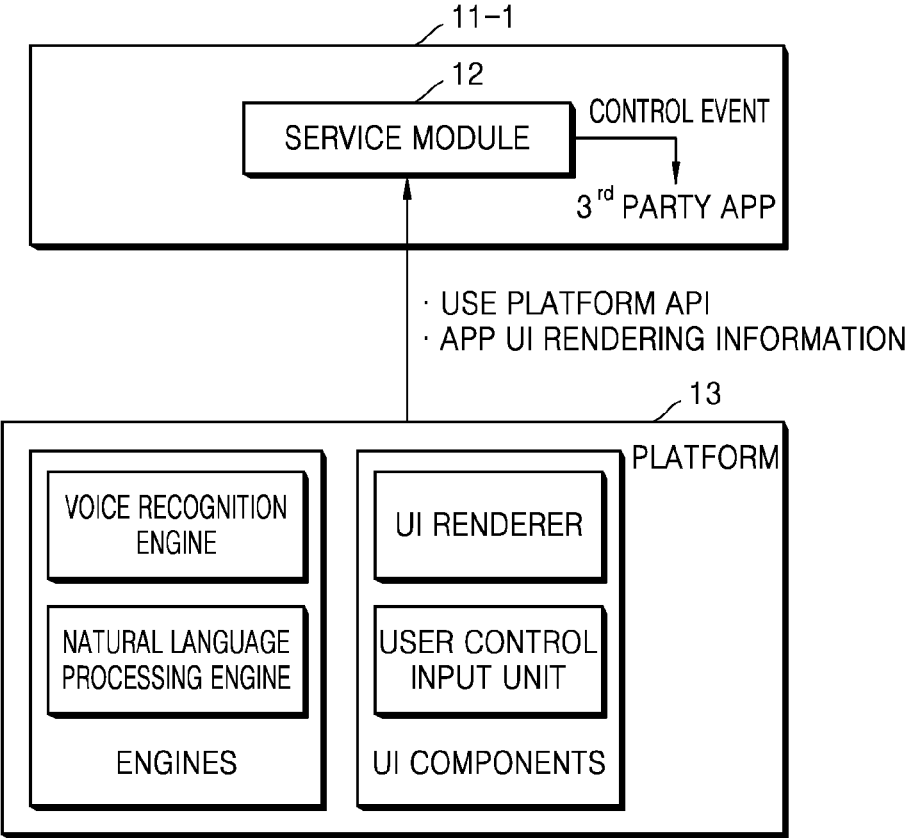 11-1
12
CONTROL EVENT
SERVICE MODULE
3rd PARTY APP
· USE PLATFORM API
· APP UI RENDERING INFORMATION
13
PLATFORM
VOICE RECOGNITION
ENGINE
UI RENDERER
NATURAL LANGUAGE
PROCESSING ENGINE
USER CONTROL
INPUT UNIT
ENGINES
UI COMPONENTS